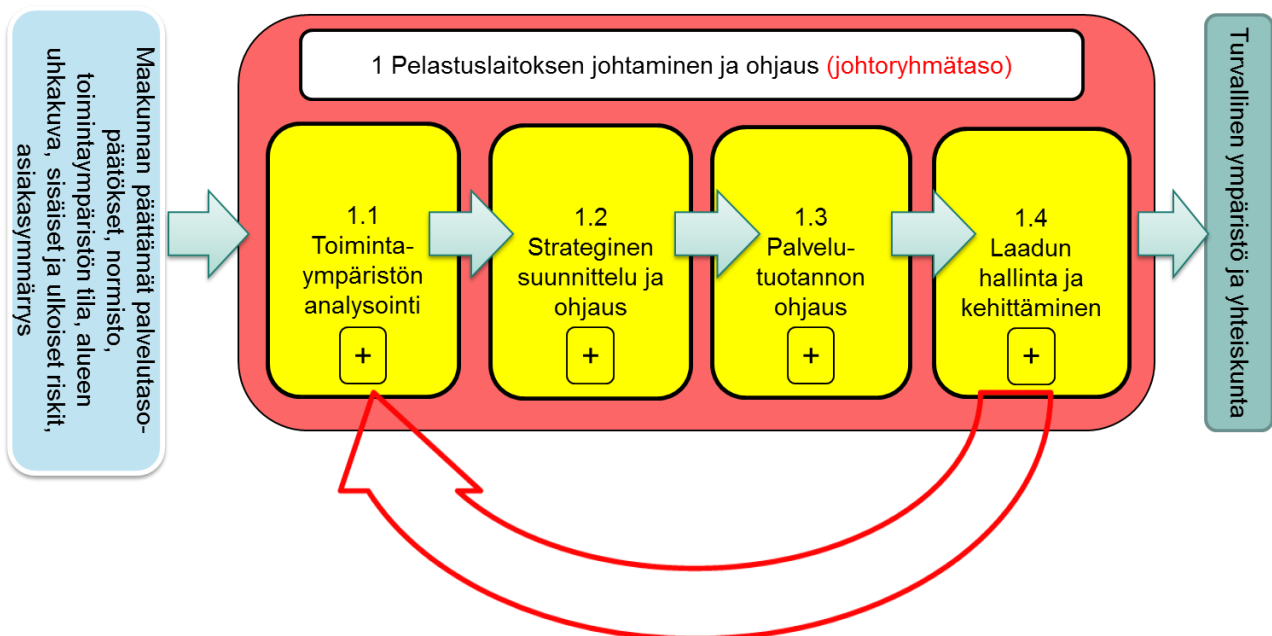 Maakunnan päättämät palvelutaso-
päätökset, normisto,
toimintaympäristön tila, alueen
uhkakuva, sisäiset ja ulkoiset riskit,
asiakasymmärrys
1 Pelastuslaitoksen johtaminen ja ohjaus (johtoryhmätaso)
1.1
Toiminta-
ympäristön
analysointi
+
1.2
Strateginen
suunnittelu ja
ohjaus
+
1.3
Palvelu-
tuotannon
ohjaus
+
1.4
Laadun
hallinta ja
kehittäminen
+
Turvallinen ympäristö ja yhteiskunta